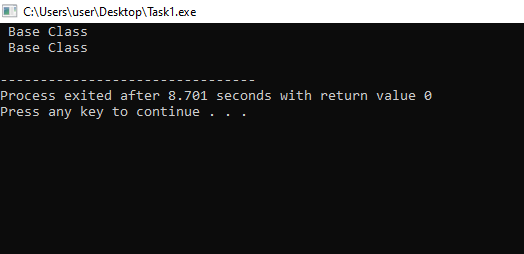 C:\Users\user\Desktop\Task1.exe
Base Class
Base Class
--------------------------------
Process exited after 8.701 seconds with return value 0
Press any key to continue . . .